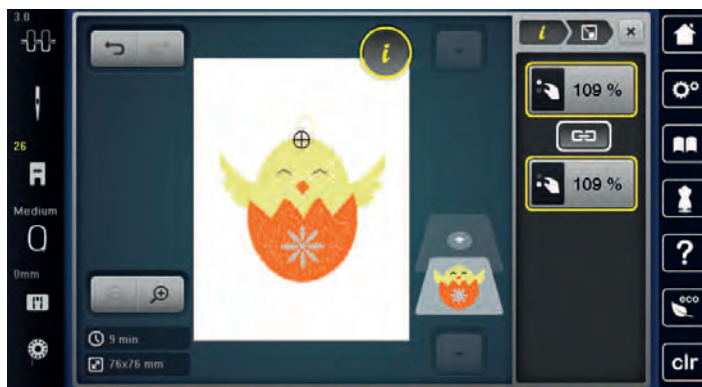 3.0
26
Medium
0mm
i
9 min
76x76 mm
i
×
109 %
109 %
?
eco
clr